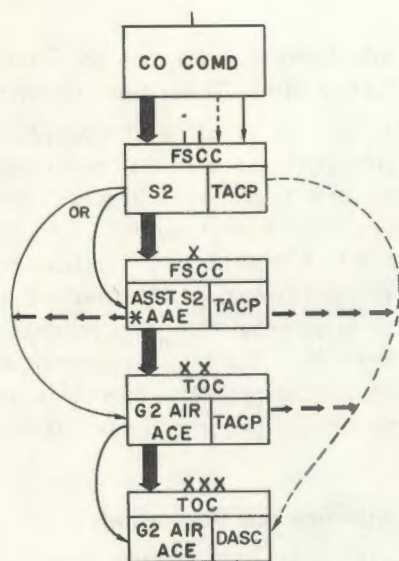 CO COMD
FSCC
S2 TACP
OR
X
FSCC
ASST S2 TACP
*AAE
XX
TOC
G2 AIR TACP
ACE
XXX
TOC
G2 AIR DASC
ACE